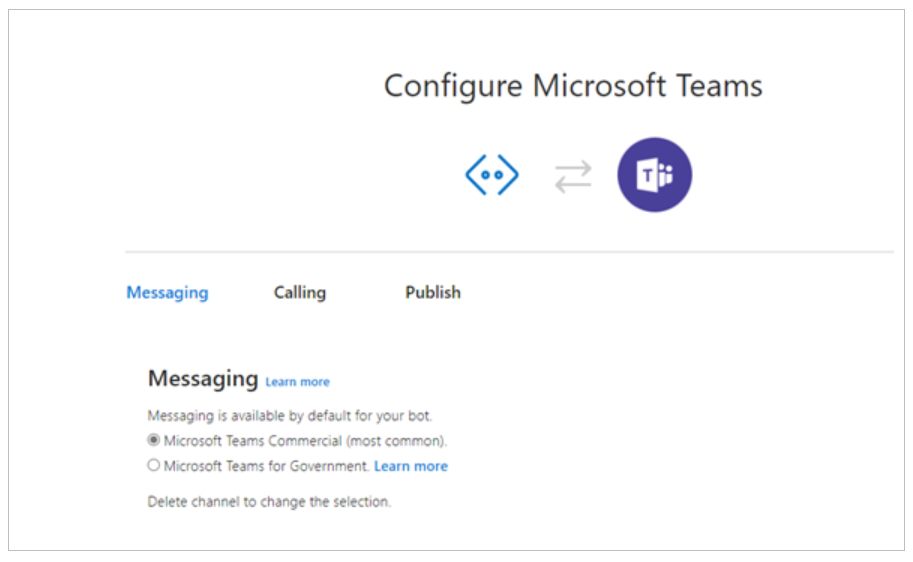 Configure Microsoft Teams
T
Messaging Calling Publish
Messaging Learn more
Messaging is available by default for your bot.
Microsoft Teams Commercial (most common).
Microsoft Teams for Government. Learn more
Delete channel to change the selection.